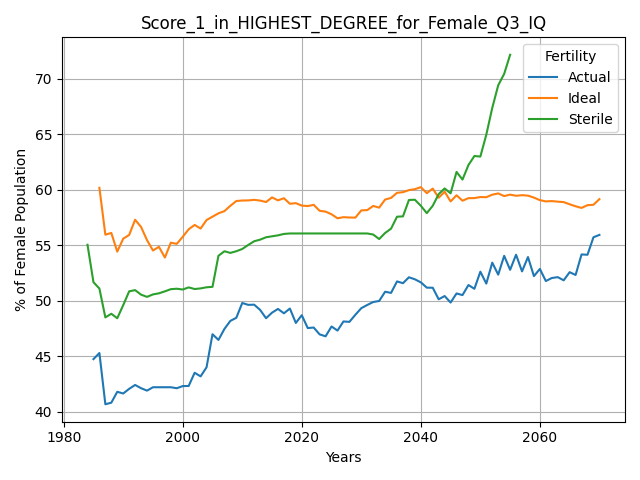 Score_1_in_HIGHEST_DEGREE_for_Female_Q3_IQ
Fertility
Actual
Ideal
Sterile
% of Female Population
70
65
60
55
50
45
40
1980
2000
2020
2040
2060
Years